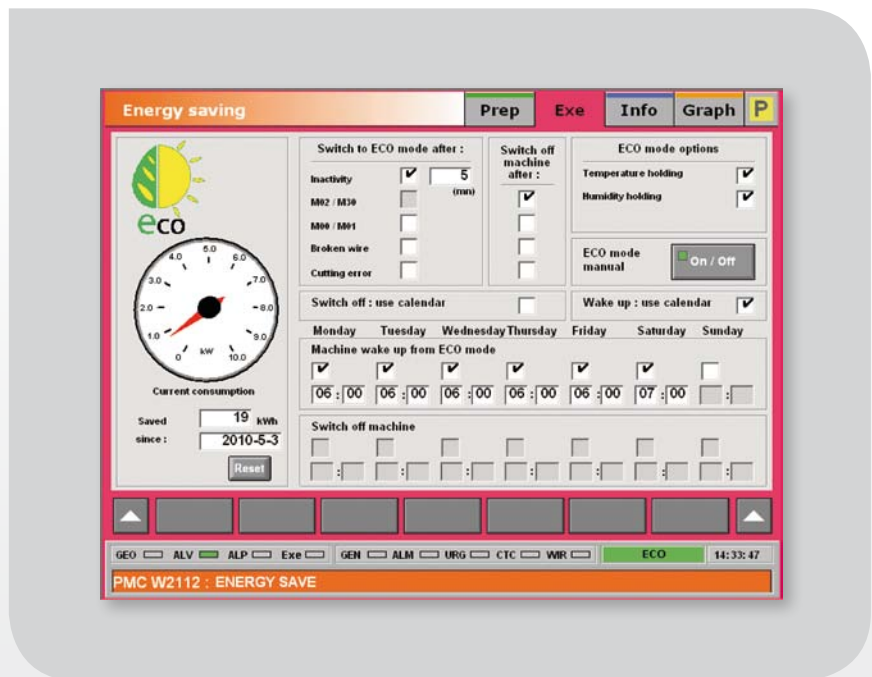 Energy saving
Prep
Exe
Info
Graph
P
eco
4.0 5.0 6.0
3.0 7.0
2.0 8.0
1.0 9.0
0 kW 10.0
Current consumption
Saved 19 kWh
since : 2010-5-3
Reset
Switch to ECO mode after :
Inactivity 5
(mn)
M02 / M30
M00 / M01
Broken wire
Cutting error
Switch off
machine
after :
ECO mode options
Temperature holding
Humidity holding
ECO mode
manual
On / Off
Switch off : use calendar
Wake up : use calendar
Monday Tuesday Wednesday Thursday Friday Saturday Sunday
Machine wake up from ECO mode
06 : 00 06 : 00 06 : 00 06 : 00 06 : 00 07 : 00 :
Switch off machine
: : : : : : :
GEO ALV ALP Exe GEN ALM URG CTC WIR ECO 14:33:47
PMC W2112 : ENERGY SAVE